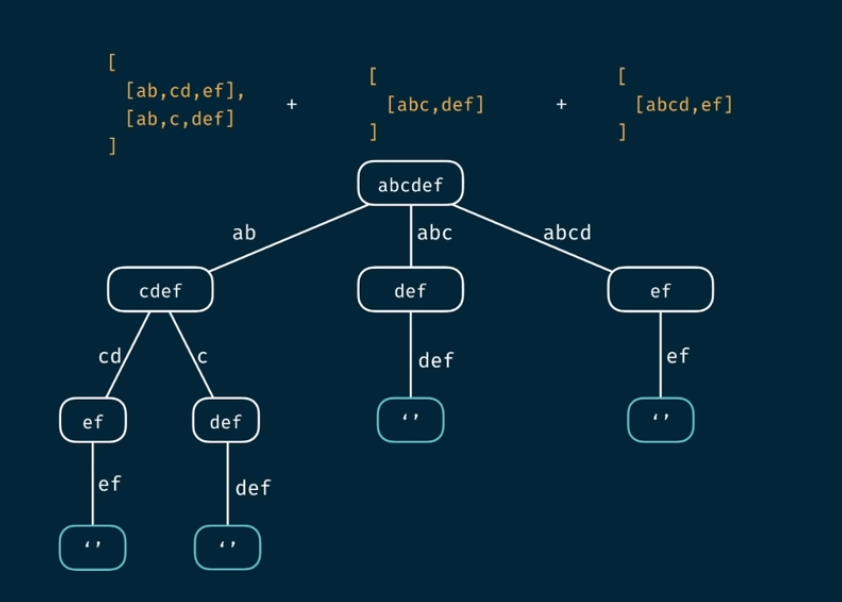 [
[ab,cd,ef],
[ab,c,def]
]
+
[
[abc,def]
]
+
[
[abcd,ef]
]
abcdef
ab
abc
abcd
cdef
def
ef
cd
c
def
ef
ef
def
‘’
‘’
ef
def
‘’
‘’